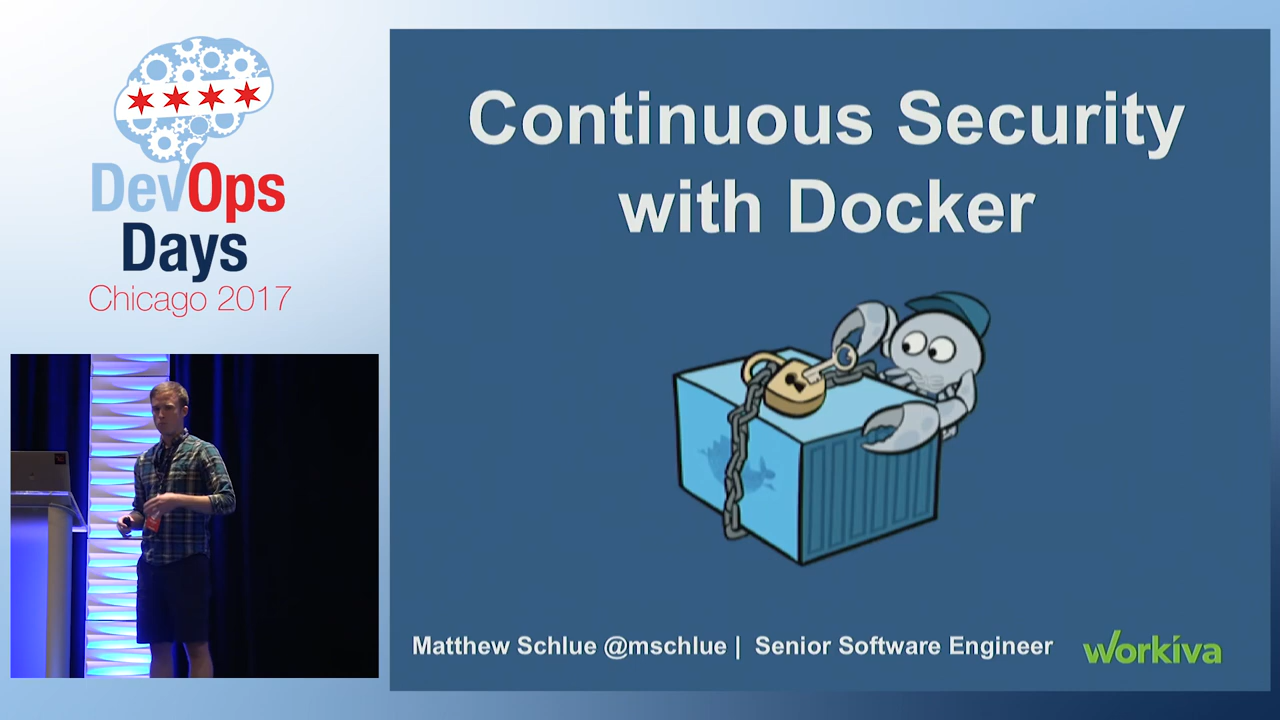 DevOps
Days
Chicago 2017
Continuous Security
with Docker
Matthew Schlue @mschlue | Senior Software Engineer
workiva